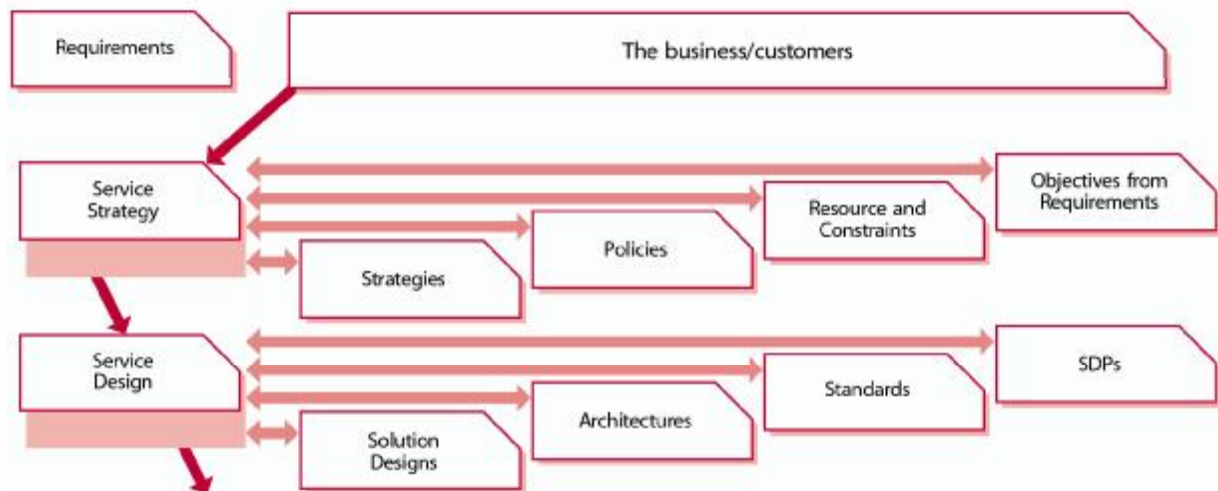 Requirements
The business/customers
Service
Strategy
Objectives from
Requirements
Resource and
Constraints
Policies
Strategies
Service
Design
SDPs
Standards
Architectures
Solution
Designs